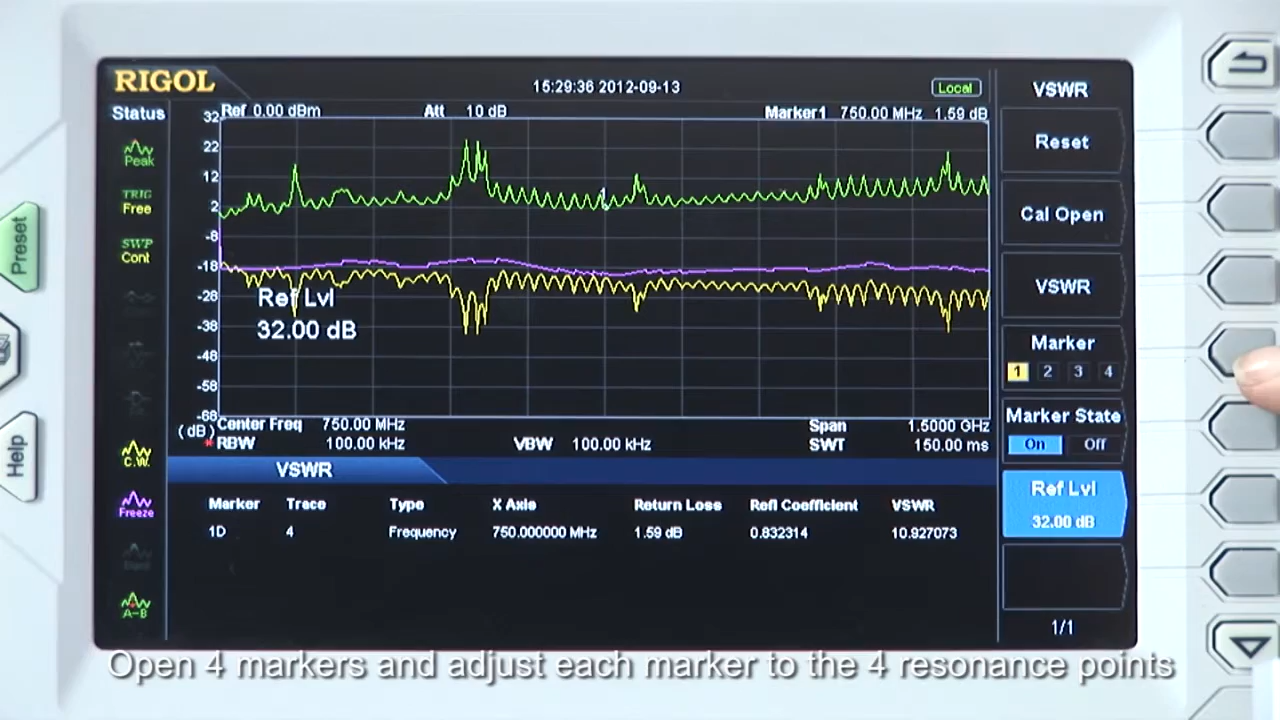 RIGOL
15:29:36 2012-09-13
Local
VSWR
Status
Ref 0.00 dBm
Att 10 dB
Marker1 750.00 MHz 1.59 dB
32
22
12
2
-8
-18
-28
-38
-48
-58
-68
(dB)
1
Ref Lvl
32.00 dB
Peak
TRIG
Free
SWP
Cont
C.W.
Freeze
A-B
Center Freq 750.00 MHz
Span 1.5000 GHz
*RBW 100.00 kHz
VBW 100.00 kHz
SWT 150.00 ms
VSWR
Marker Trace Type X Axis Return Loss Refl Coefficient VSWR
1D 4 Frequency 750.000000 MHz 1.59 dB 0.832314 10.927073
Reset
Cal Open
VSWR
Marker
1 2 3 4
Marker State
On Off
Ref Lvl
32.00 dB
1/1
Preset
Help
Open 4 markers and adjust each marker to the 4 resonance points